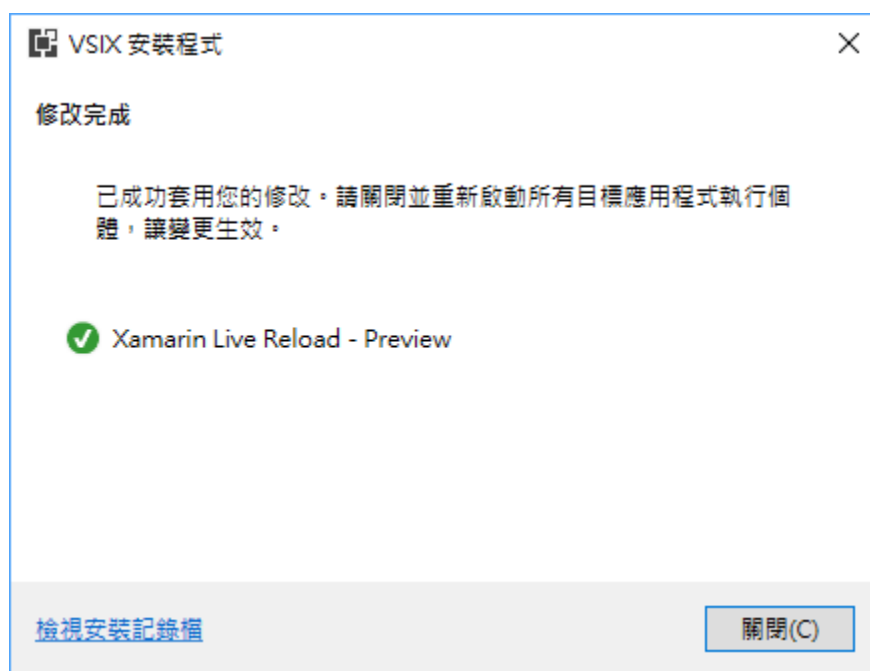 VSIX 安裝程式
修改完成
已成功套用您的修改。請關閉並重新啟動所有目標應用程式執行個
體，讓變更生效。
Xamarin Live Reload - Preview
檢視安裝記錄檔
關閉(C)